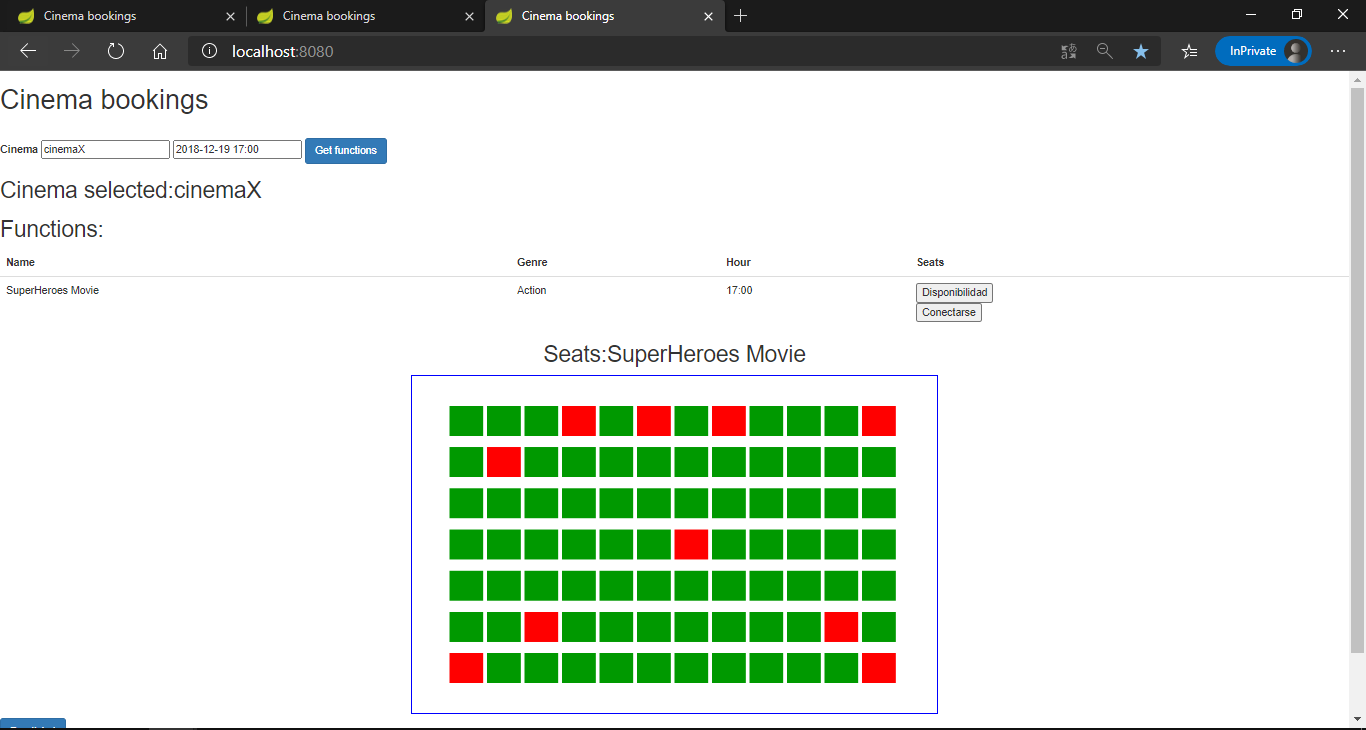 Cinema bookings
Cinema bookings
Cinema bookings
localhost:8080
InPrivate
Cinema bookings
Cinema cinemaX 2018-12-19 17:00 Get functions
Cinema selected:cinemaX
Functions:
Name Genre Hour Seats
SuperHeroes Movie Action 17:00 Disponibilidad
Conectarse
Seats:SuperHeroes Movie